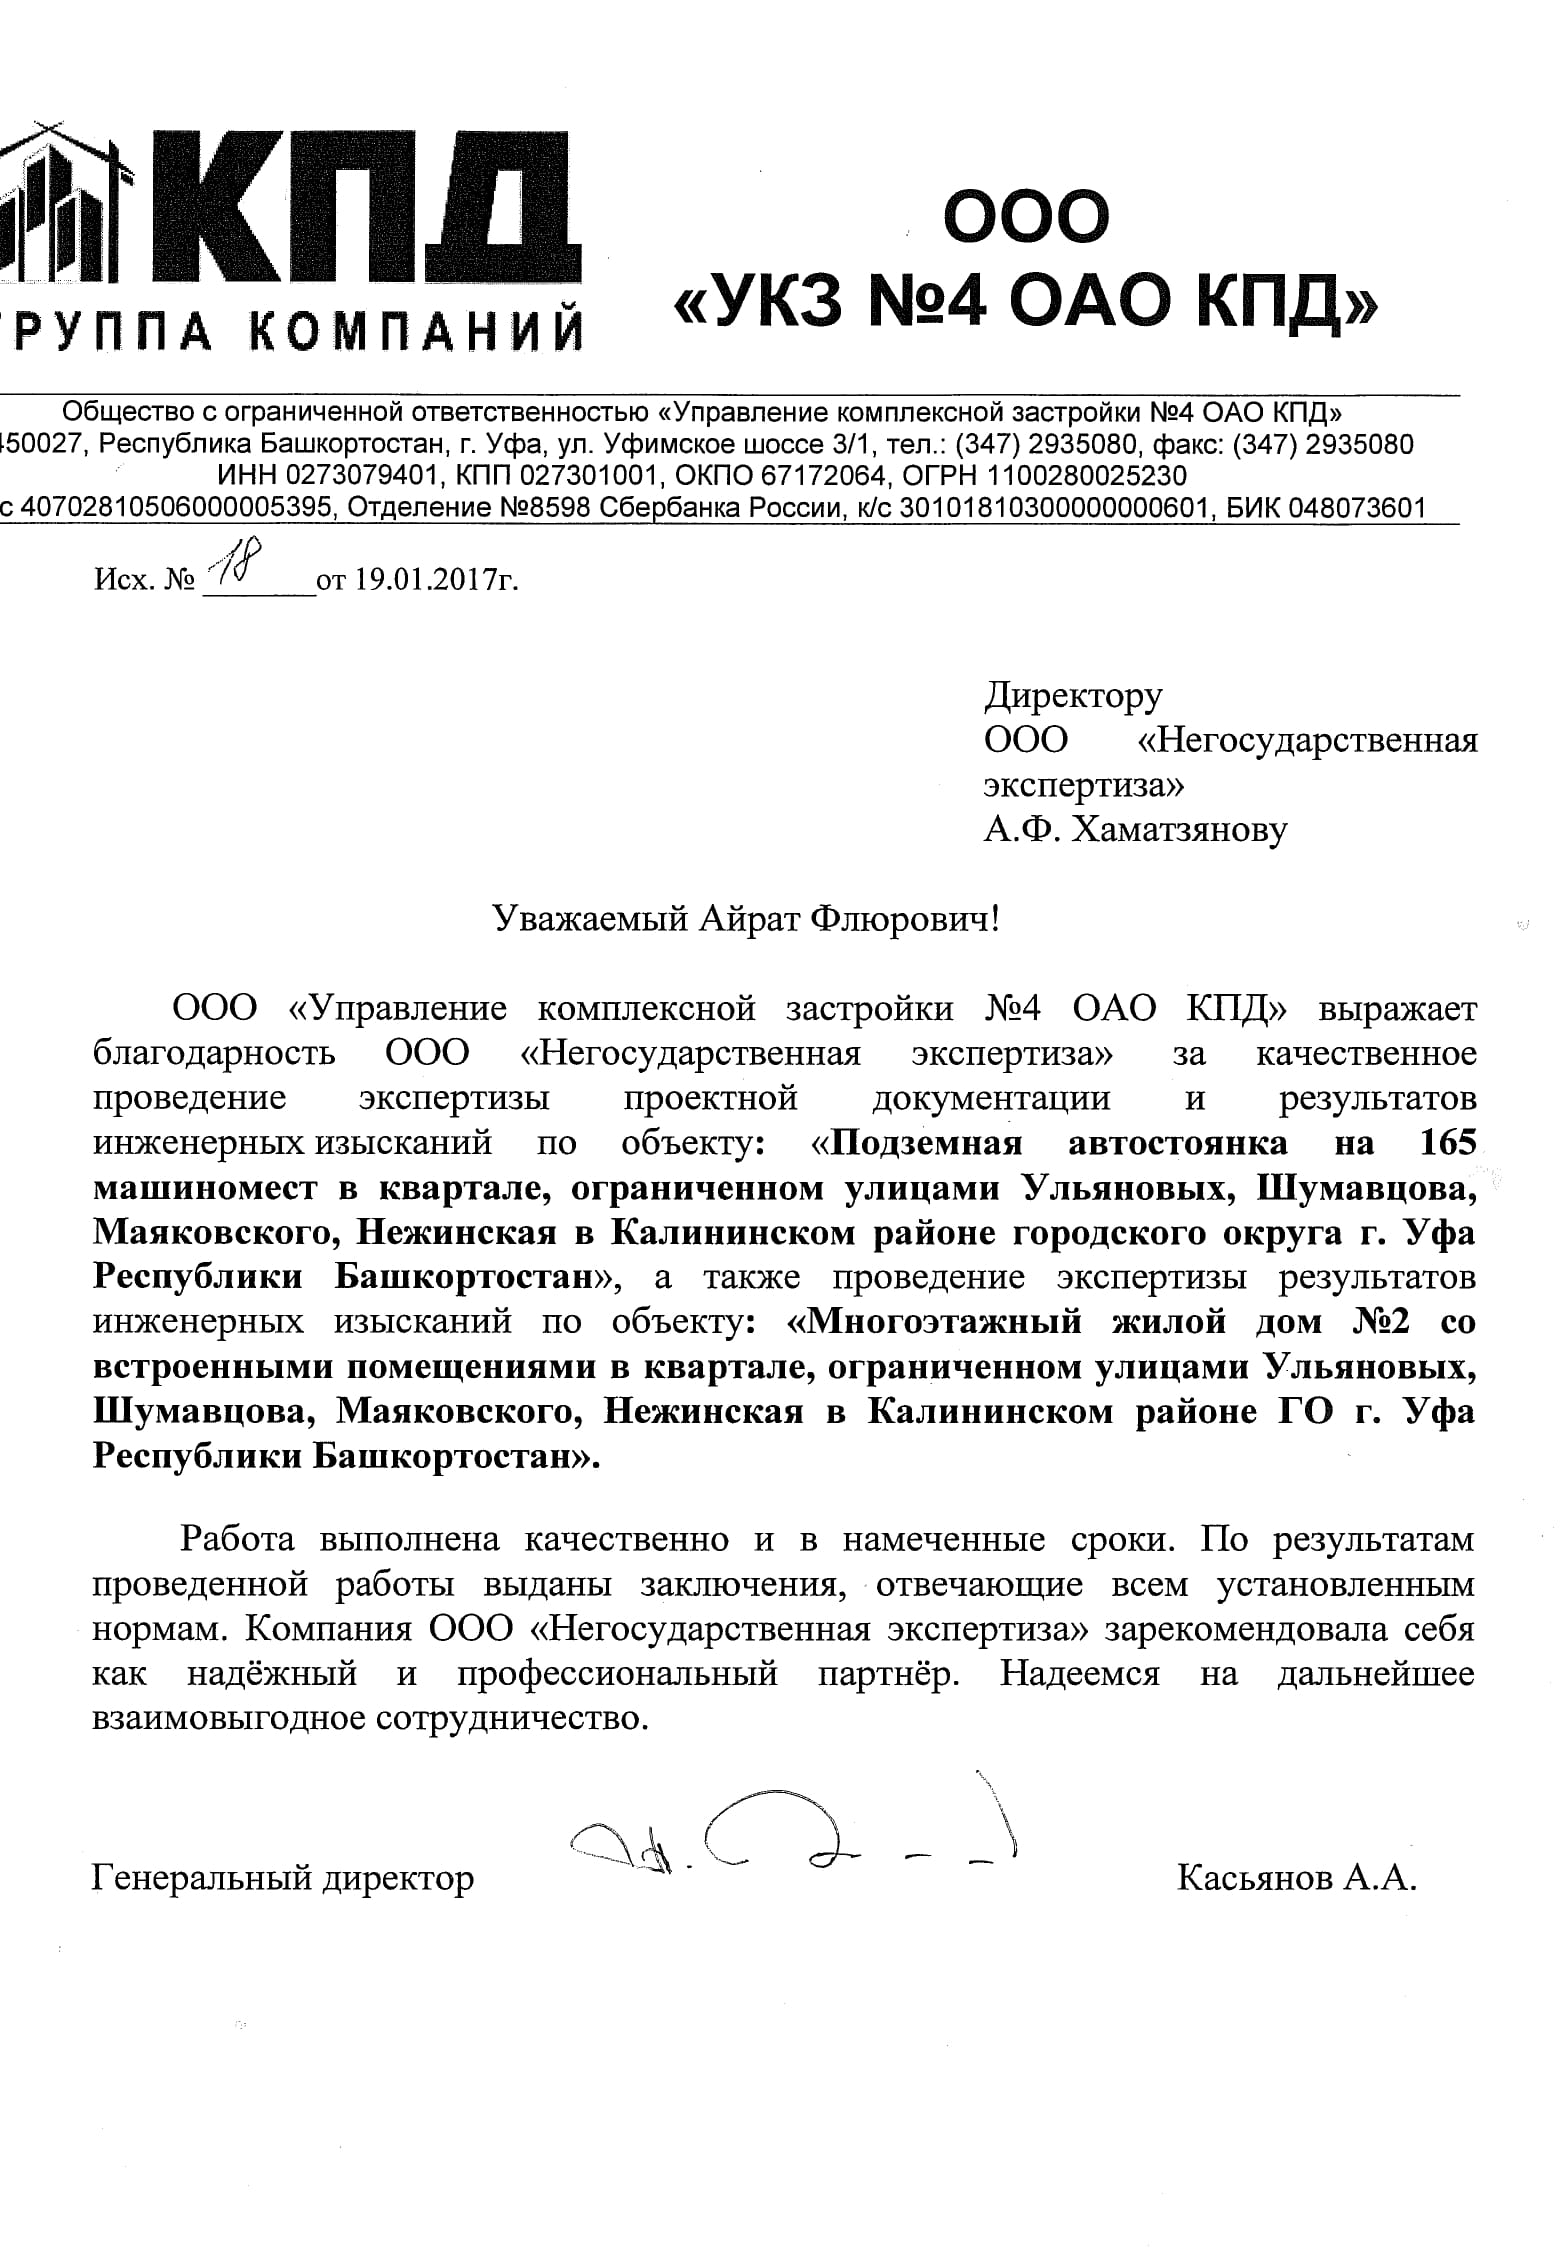 КПД
ГРУППА КОМПАНИЙ
ООО
«УКЗ №4 ОАО КПД»
Общество с ограниченной ответственностью «Управление комплексной застройки №4 ОАО КПД»
450027, Республика Башкортостан, г. Уфа, ул. Уфимское шоссе 3/1, тел.: (347) 2935080, факс: (347) 2935080
ИНН 0273079401, КПП 027301001, ОКПО 67172064, ОГРН 1100280025230
с 40702810506000005395, Отделение №8598 Сбербанка России, к/с 30101810300000000601, БИК 048073601
Исх. № 18 от 19.01.2017г.
Директору
ООО «Негосударственная
экспертиза»
А.Ф. Хаматзянову
Уважаемый Айрат Флюрович!
ООО «Управление комплексной застройки №4 ОАО КПД» выражает
благодарность ООО «Негосударственная экспертиза» за качественное
проведение экспертизы проектной документации и результатов
инженерных изысканий по объекту: «Подземная автостоянка на 165
машиномест в квартале, ограниченном улицами Ульяновых, Шумавцова,
Маяковского, Нежинская в Калининском районе городского округа г. Уфа
Республики Башкортостан», а также проведение экспертизы результатов
инженерных изысканий по объекту: «Многоэтажный жилой дом №2 со
встроенными помещениями в квартале, ограниченном улицами Ульяновых,
Шумавцова, Маяковского, Нежинская в Калининском районе ГО г. Уфа
Республики Башкортостан».
Работа выполнена качественно и в намеченные сроки. По результатам
проведенной работы выданы заключения, отвечающие всем установленным
нормам. Компания ООО «Негосударственная экспертиза» зарекомендовала себя
как надёжный и профессиональный партнёр. Надеемся на дальнейшее
взаимовыгодное сотрудничество.
Генеральный директор Касьянов А.А.